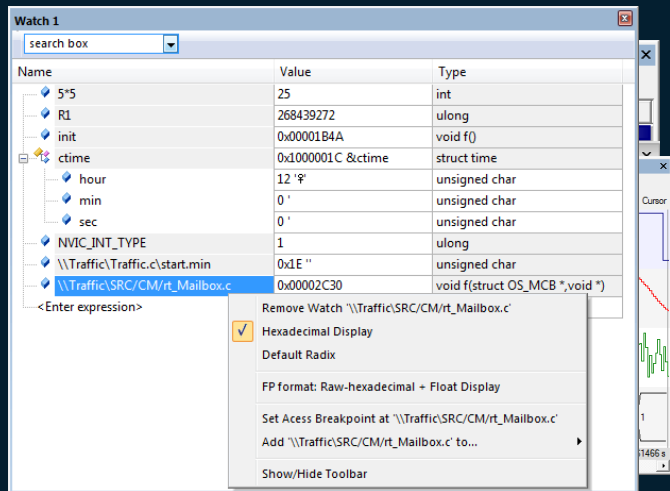 Watch 1
search box
Name Value Type
5*5 25 int
R1 268439272 ulong
init 0x00001B4A void f()
ctime 0x1000001C &ctime struct time
hour 12 '♀' unsigned char
min 0 ' unsigned char
sec 0 ' unsigned char
NVIC_INT_TYPE 1 ulong
\\Traffic\Traffic.c\start.min 0x1E '' unsigned char
\\Traffic\SRC/CM/rt_Mailbox.c 0x00002C30 void f(struct OS_MCB *,void *)
<Enter expression>
Remove Watch '\\Traffic\SRC/CM/rt_Mailbox.c'
Hexadecimal Display
Default Radix
FP format: Raw-hexadecimal + Float Display
Set Acess Breakpoint at '\\Traffic\SRC/CM/rt_Mailbox.c'
Add '\\Traffic\SRC/CM/rt_Mailbox.c' to...
Show/Hide Toolbar
Cursor
1